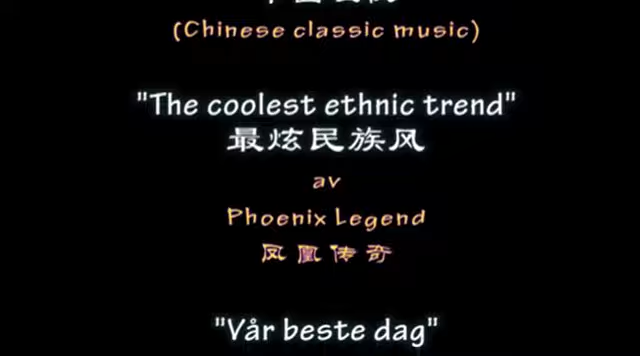 (Chinese classic music)
"The coolest ethnic trend"
最炫民族风
av
Phoenix Legend
凤凰传奇
"Vår beste dag"